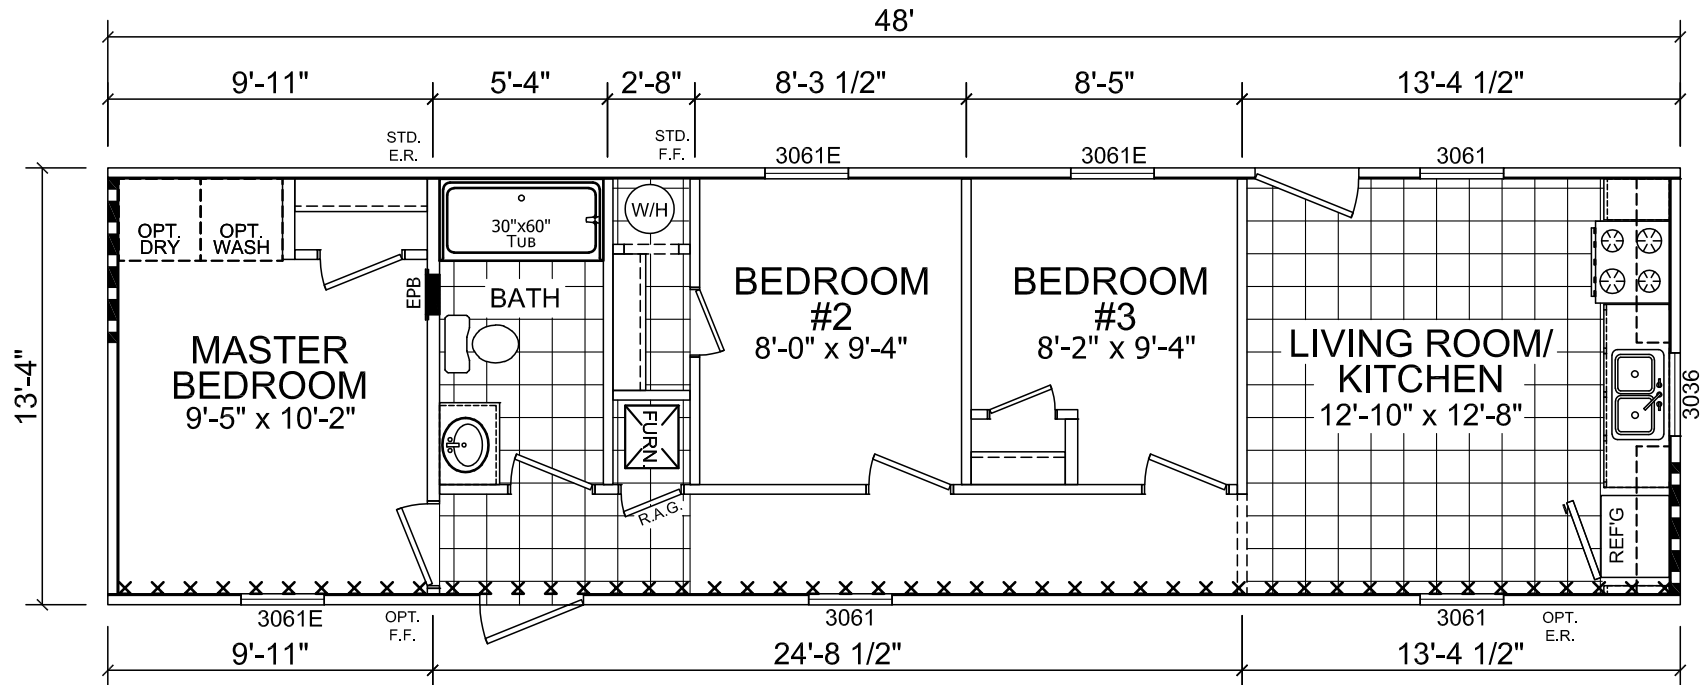 48'
9'-11"
5'-4"
2'-8"
8'-3 1/2"
8'-5"
13'-4 1/2"
STD.
E.R.
STD.
F.F.
3061E
3061E
3061
13'-4"
OPT.
DRY
OPT.
WASH
30"x60"
TUB
W/H
EPB
BATH
MASTER
BEDROOM
9'-5" x 10'-2"
BEDROOM
#2
8'-0" x 9'-4"
BEDROOM
#3
8'-2" x 9'-4"
LIVING ROOM/
KITCHEN
12'-10" x 12'-8"
3036
FURN.
R.A.G.
REF'G
3061E
OPT.
F.F.
3061
3061
OPT.
E.R.
9'-11"
24'-8 1/2"
13'-4 1/2"